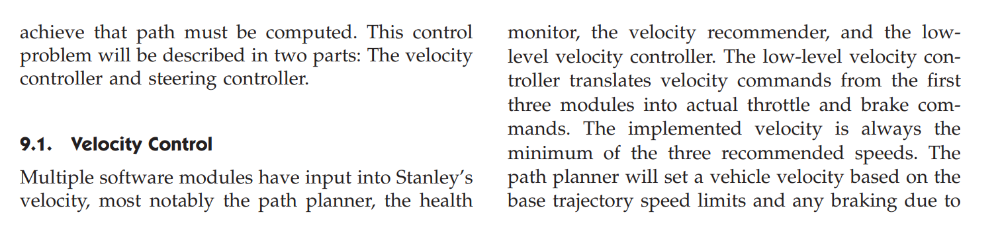 achieve that path must be computed. This control
problem will be described in two parts: The velocity
controller and steering controller.
9.1. Velocity Control
Multiple software modules have input into Stanley’s
velocity, most notably the path planner, the health
monitor, the velocity recommender, and the low-
level velocity controller. The low-level velocity con-
troller translates velocity commands from the first
three modules into actual throttle and brake com-
mands. The implemented velocity is always the
minimum of the three recommended speeds. The
path planner will set a vehicle velocity based on the
base trajectory speed limits and any braking due to